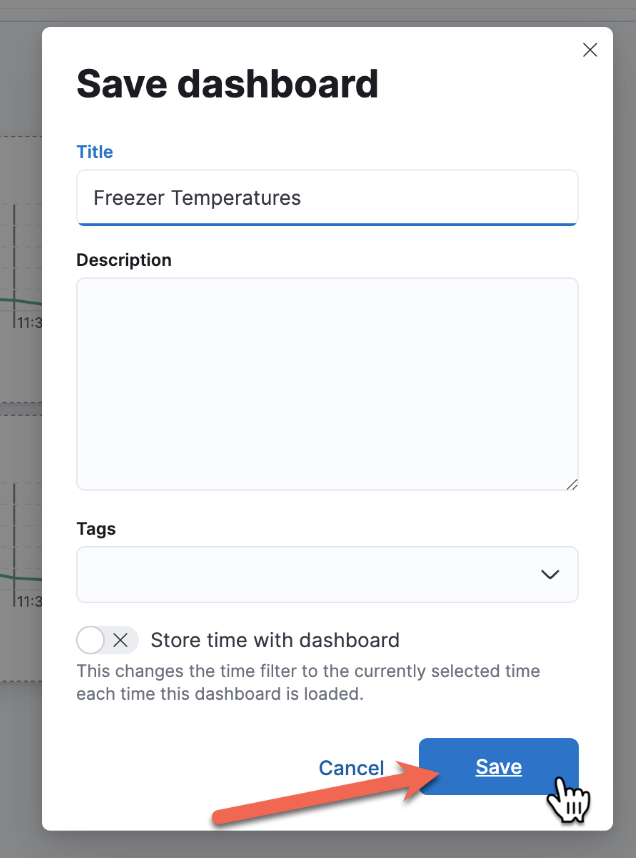 Save dashboard
Title
Freezer Temperatures
Description
11:3
Tags
11:3
Store time with dashboard
This changes the time filter to the currently selected time
each time this dashboard is loaded.
Cancel
Save